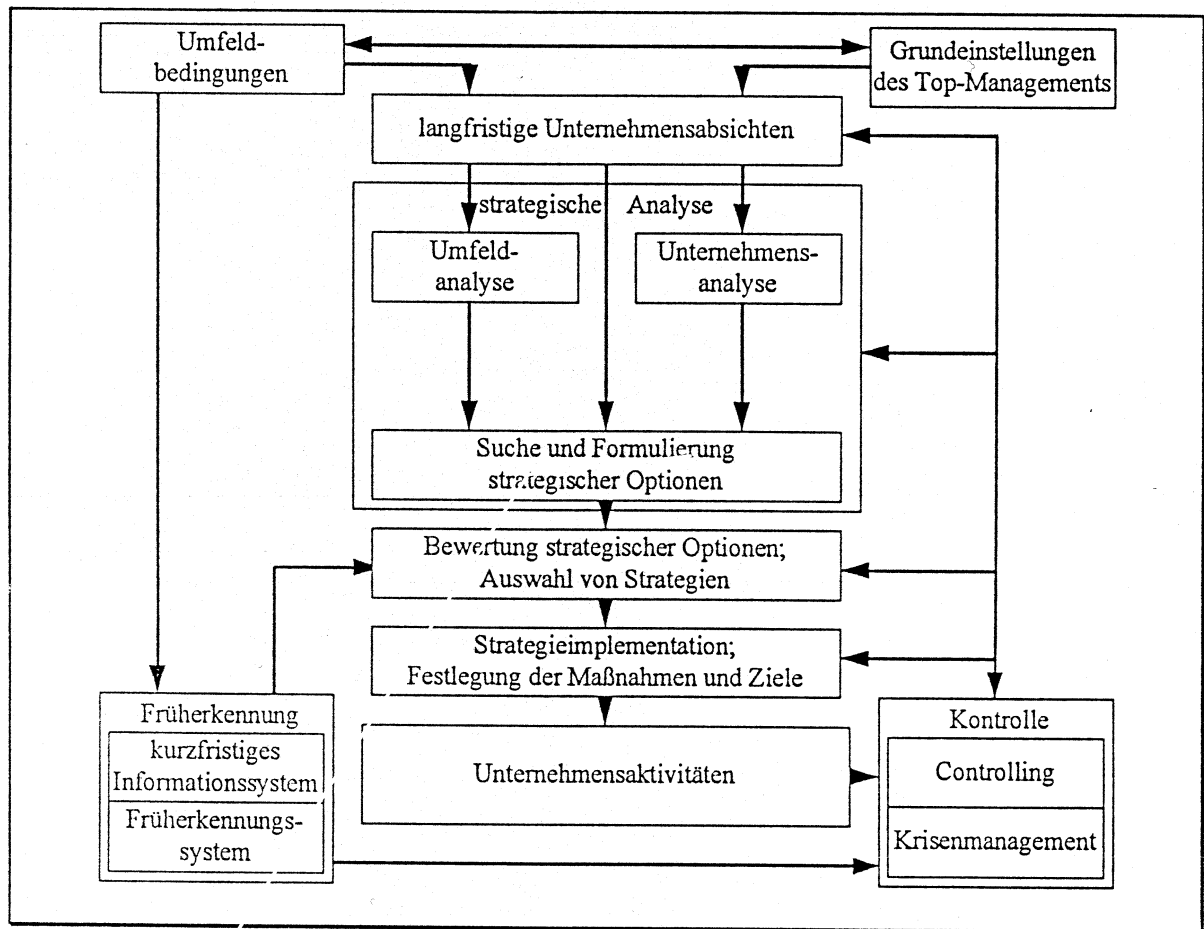 Umfeld-
bedingungen
Grundeinstellungen
des Top-Managements
langfristige Unternehmensabsichten
strategische Analyse
Umfeld-
analyse
Unternehmens-
analyse
Suche und Formulierung
strategischer Optionen
Bewertung strategischer Optionen;
Auswahl von Strategien
Strategieimplementation;
Festlegung der Maßnahmen und Ziele
Früherkennung
kurzfristiges
Informationssystem
Früherkennungs-
system
Unternehmensaktivitäten
Kontrolle
Controlling
Krisenmanagement